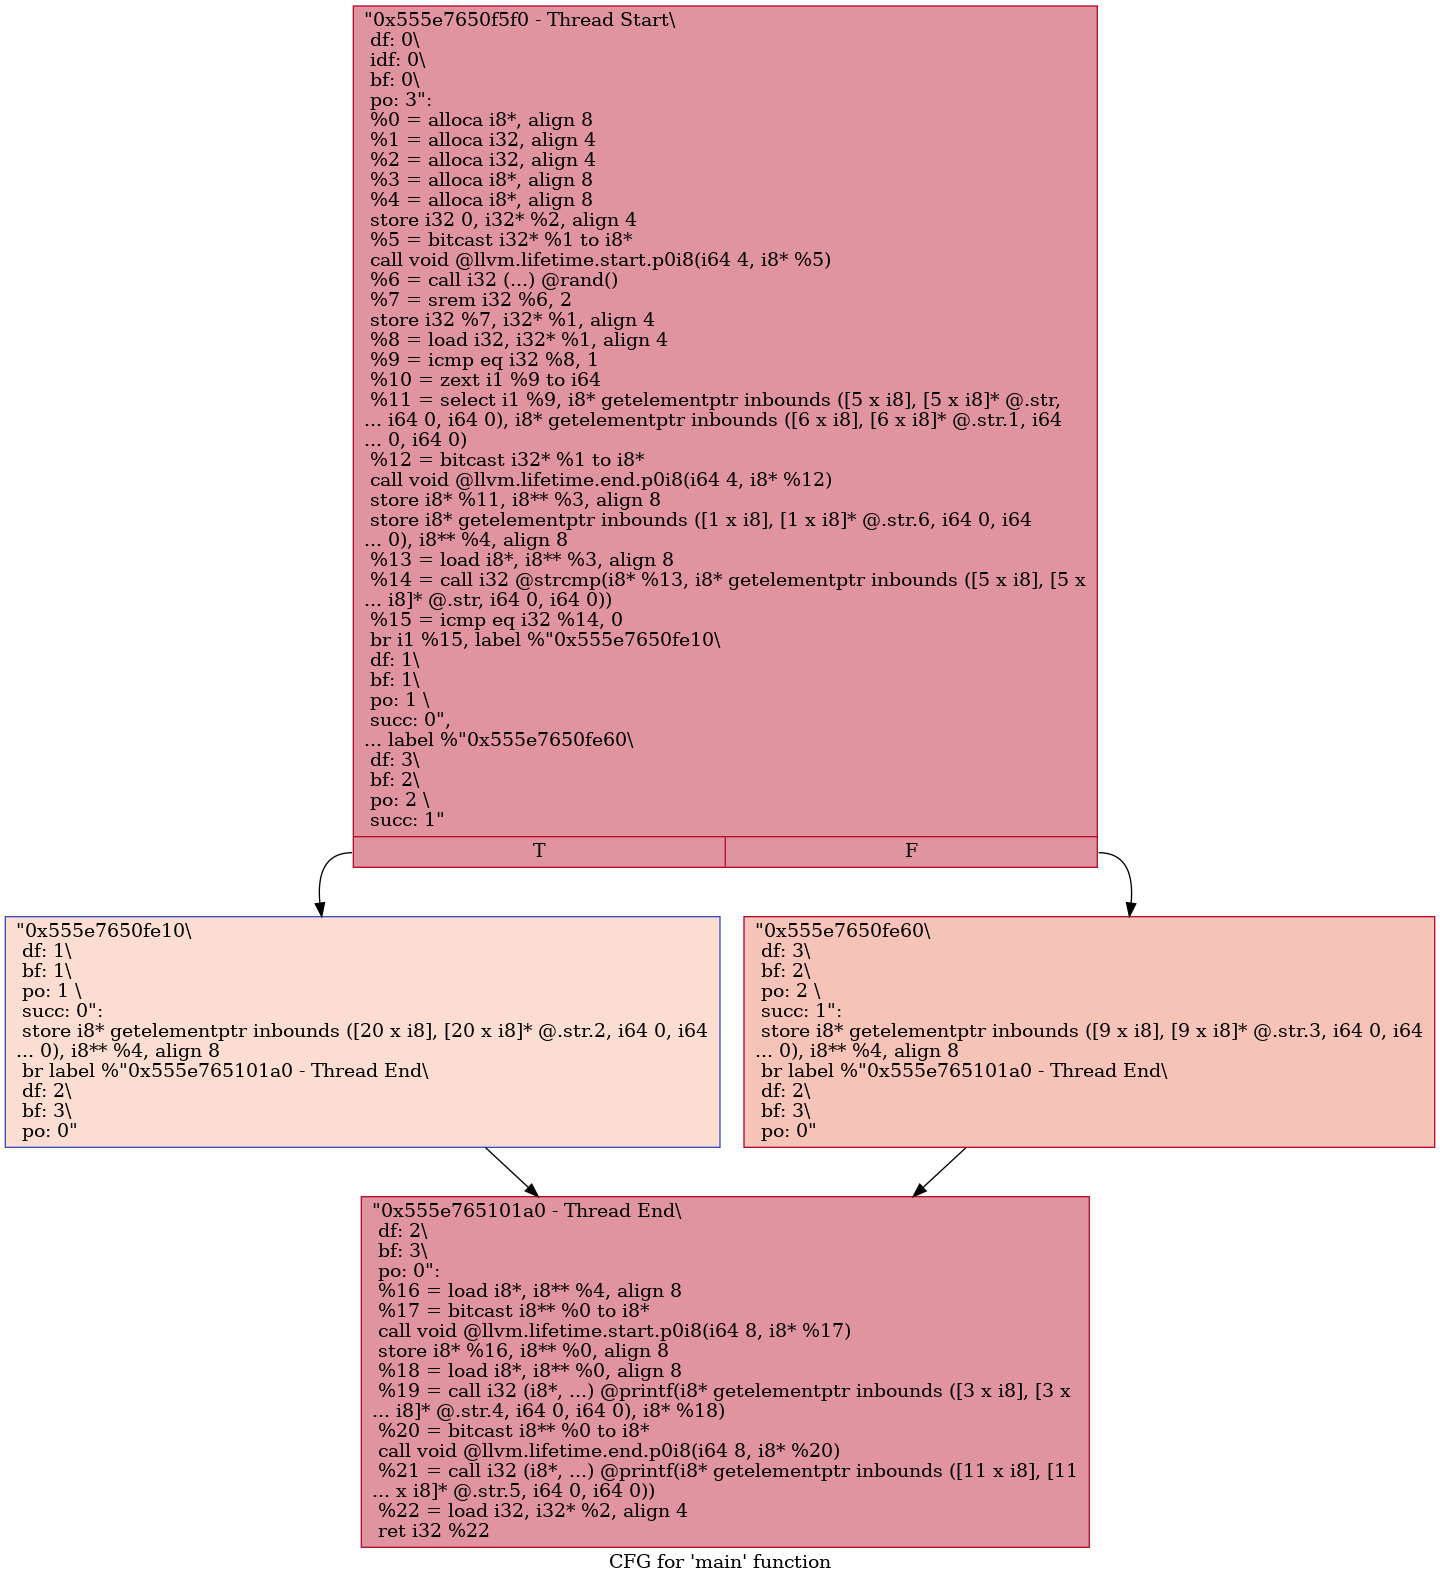 "0x555e7650f5f0 - Thread Start\
df: 0\
idf: 0\
bf: 0\
po: 3":
%0 = alloca i8*, align 8
%1 = alloca i32, align 4
%2 = alloca i32, align 4
%3 = alloca i8*, align 8
%4 = alloca i8*, align 8
store i32 0, i32* %2, align 4
%5 = bitcast i32* %1 to i8*
call void @llvm.lifetime.start.p0i8(i64 4, i8* %5)
%6 = call i32 (...) @rand()
%7 = srem i32 %6, 2
store i32 %7, i32* %1, align 4
%8 = load i32, i32* %1, align 4
%9 = icmp eq i32 %8, 1
%10 = zext i1 %9 to i64
%11 = select i1 %9, i8* getelementptr inbounds ([5 x i8], [5 x i8]* @.str,
... i64 0, i64 0), i8* getelementptr inbounds ([6 x i8], [6 x i8]* @.str.1, i64
... 0, i64 0)
%12 = bitcast i32* %1 to i8*
call void @llvm.lifetime.end.p0i8(i64 4, i8* %12)
store i8* %11, i8** %3, align 8
store i8* getelementptr inbounds ([1 x i8], [1 x i8]* @.str.6, i64 0, i64
... 0), i8** %4, align 8
%13 = load i8*, i8** %3, align 8
%14 = call i32 @strcmp(i8* %13, i8* getelementptr inbounds ([5 x i8], [5 x
... i8]* @.str, i64 0, i64 0))
%15 = icmp eq i32 %14, 0
br i1 %15, label %"0x555e7650fe10\
df: 1\
bf: 1\
po: 1 \
succ: 0",
... label %"0x555e7650fe60\
df: 3\
bf: 2\
po: 2 \
succ: 1"
T
F
"0x555e7650fe10\
df: 1\
bf: 1\
po: 1 \
succ: 0":
store i8* getelementptr inbounds ([20 x i8], [20 x i8]* @.str.2, i64 0, i64
... 0), i8** %4, align 8
br label %"0x555e765101a0 - Thread End\
df: 2\
bf: 3\
po: 0"
"0x555e7650fe60\
df: 3\
bf: 2\
po: 2 \
succ: 1":
store i8* getelementptr inbounds ([9 x i8], [9 x i8]* @.str.3, i64 0, i64
... 0), i8** %4, align 8
br label %"0x555e765101a0 - Thread End\
df: 2\
bf: 3\
po: 0"
"0x555e765101a0 - Thread End\
df: 2\
bf: 3\
po: 0":
%16 = load i8*, i8** %4, align 8
%17 = bitcast i8** %0 to i8*
call void @llvm.lifetime.start.p0i8(i64 8, i8* %17)
store i8* %16, i8** %0, align 8
%18 = load i8*, i8** %0, align 8
%19 = call i32 (i8*, ...) @printf(i8* getelementptr inbounds ([3 x i8], [3 x
... i8]* @.str.4, i64 0, i64 0), i8* %18)
%20 = bitcast i8** %0 to i8*
call void @llvm.lifetime.end.p0i8(i64 8, i8* %20)
%21 = call i32 (i8*, ...) @printf(i8* getelementptr inbounds ([11 x i8], [11
... x i8]* @.str.5, i64 0, i64 0))
%22 = load i32, i32* %2, align 4
ret i32 %22
CFG for 'main' function